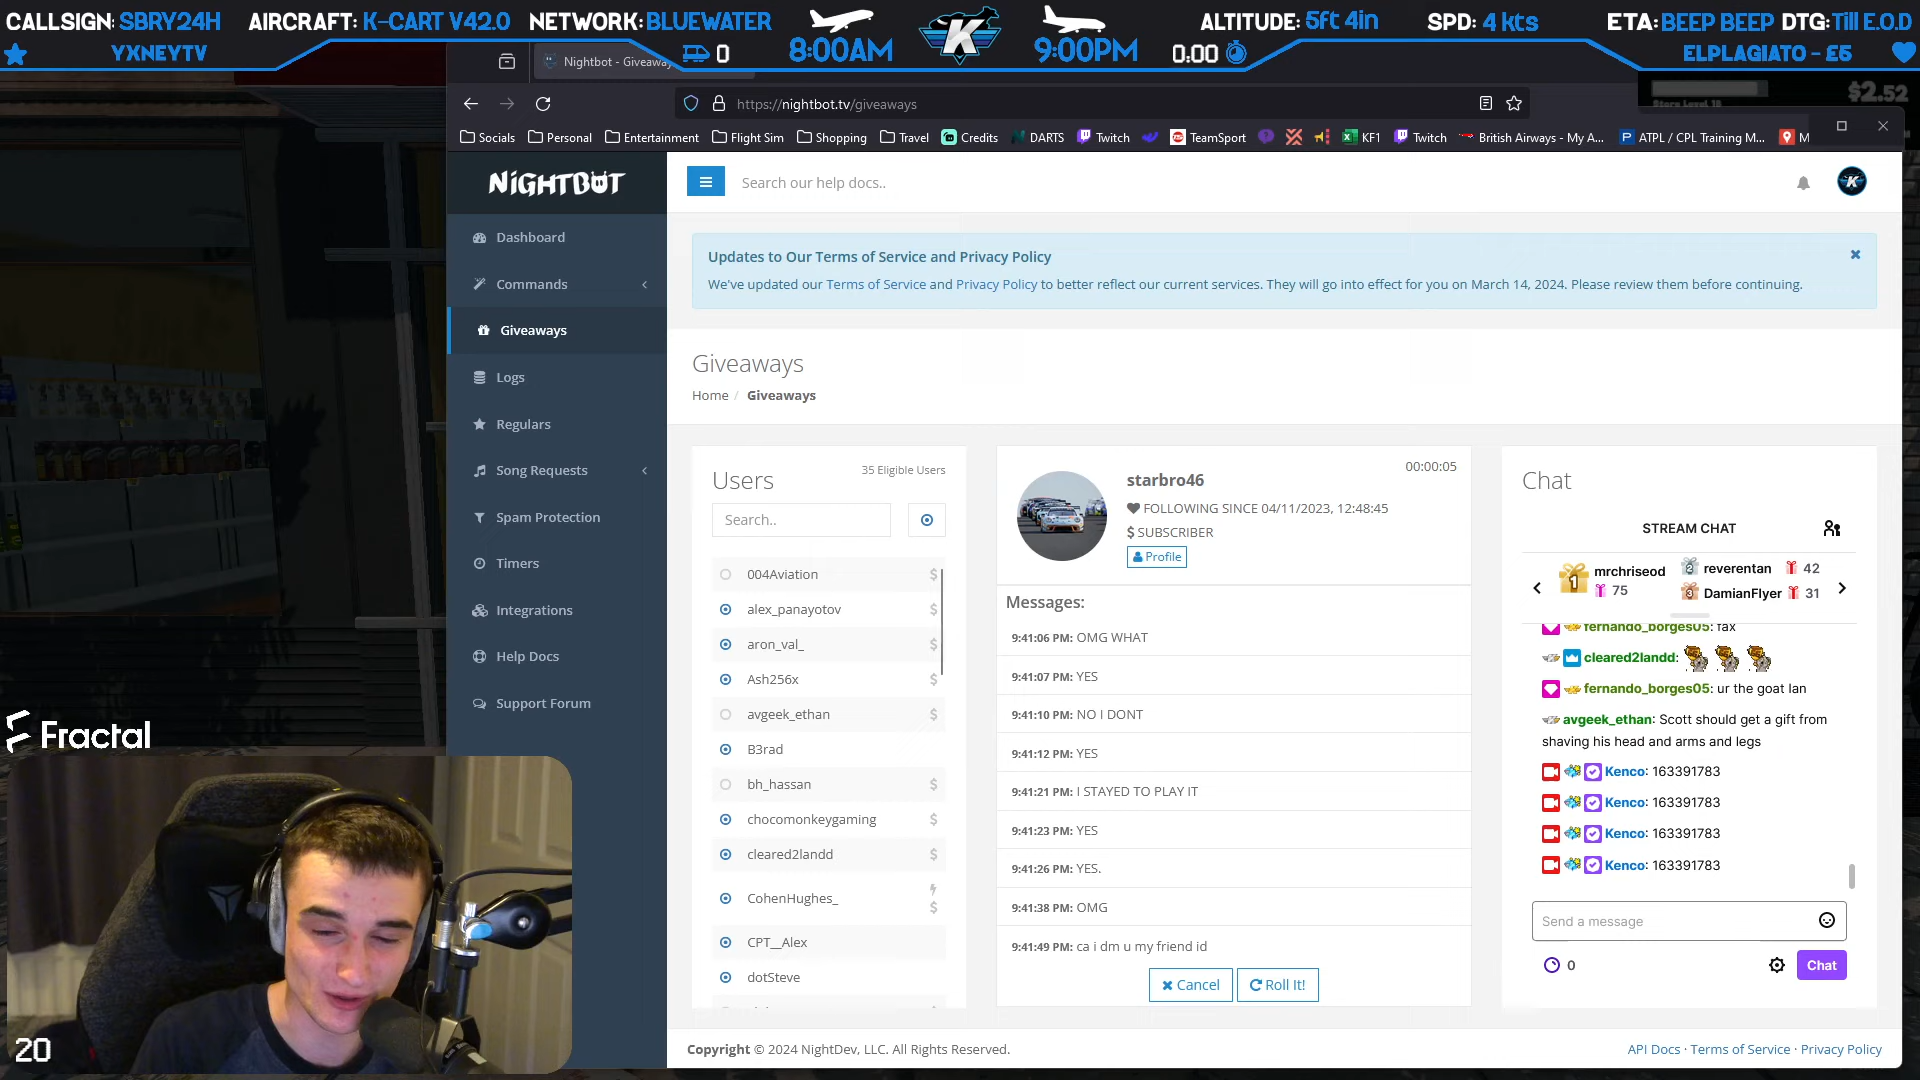 CALLSIGN: SBRY24H AIRCRAFT: K-CART V42.0 NETWORK: BLUEWATER 8:00AM K 9:00PM ALTITUDE: 5ft 4in SPD: 4 kts ETA: BEEP BEEP DTG: Till E.O.D
YXNEYTV 0 0:00 ELPLAGIATO - £5
Nightbot - Giveaway
$2.52
Store Level 18
https://nightbot.tv/giveaways
Socials Personal Entertainment Flight Sim Shopping Travel Credits DARTS Twitch TeamSport KF1 Twitch British Airways - My A... ATPL / CPL Training M... M
NIGHTBOT
Search our help docs..
Dashboard
Commands
Giveaways
Logs
Regulars
Song Requests
Spam Protection
Timers
Integrations
Help Docs
Support Forum
Updates to Our Terms of Service and Privacy Policy
We've updated our Terms of Service and Privacy Policy to better reflect our current services. They will go into effect for you on March 14, 2024. Please review them before continuing.
Giveaways
Home / Giveaways
Users
35 Eligible Users
Search..
004Aviation $
alex_panayotov $
aron_val_ $
Ash256x $
avgeek_ethan $
B3rad
bh_hassan $
chocomonkeygaming $
cleared2landd $
CohenHughes_ $
CPT__Alex
dotSteve
starbro46
00:00:05
FOLLOWING SINCE 04/11/2023, 12:48:45
$ SUBSCRIBER
Profile
Messages:
9:41:06 PM: OMG WHAT
9:41:07 PM: YES
9:41:10 PM: NO I DONT
9:41:12 PM: YES
9:41:21 PM: I STAYED TO PLAY IT
9:41:23 PM: YES
9:41:26 PM: YES.
9:41:38 PM: OMG
9:41:49 PM: ca i dm u my friend id
Cancel Roll It!
Chat
STREAM CHAT
1 mrchriseod 75
2 reverentan 42
3 DamianFlyer 31
fernando_borges05: fax
cleared2landd:
fernando_borges05: ur the goat Ian
avgeek_ethan: Scott should get a gift from
shaving his head and arms and legs
Kenco: 163391783
Kenco: 163391783
Kenco: 163391783
Kenco: 163391783
Send a message
0
Chat
Copyright © 2024 NightDev, LLC. All Rights Reserved.
API Docs · Terms of Service · Privacy Policy
Fractal
20